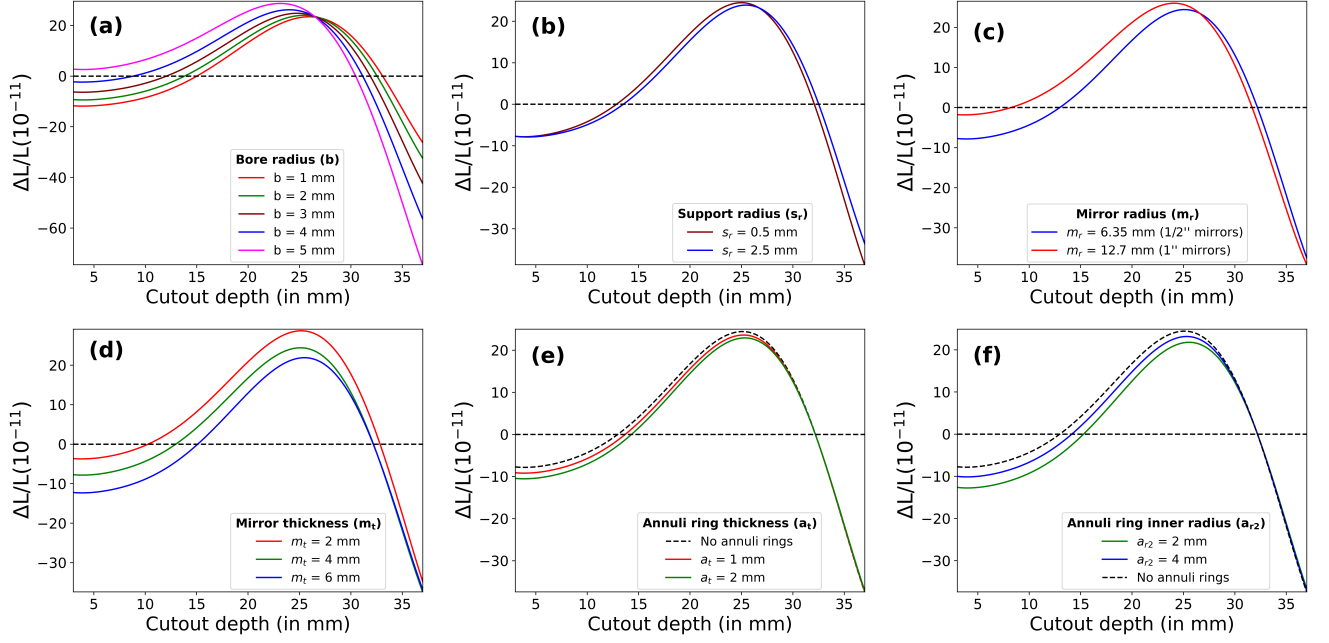 (a)
20
0
−20
−40
−60
ΔL/L(10⁻¹¹)
Bore radius (b)
b = 1 mm
b = 2 mm
b = 3 mm
b = 4 mm
b = 5 mm
5 10 15 20 25 30 35
Cutout depth (in mm)
(b)
20
10
0
−10
−20
−30
ΔL/L(10⁻¹¹)
Support radius (sᵣ)
sᵣ = 0.5 mm
sᵣ = 2.5 mm
5 10 15 20 25 30 35
Cutout depth (in mm)
(c)
20
10
0
−10
−20
−30
ΔL/L(10⁻¹¹)
Mirror radius (mᵣ)
mᵣ = 6.35 mm (1/2'' mirrors)
mᵣ = 12.7 mm (1'' mirrors)
5 10 15 20 25 30 35
Cutout depth (in mm)
(d)
20
10
0
−10
−20
−30
ΔL/L(10⁻¹¹)
Mirror thickness (mₜ)
mₜ = 2 mm
mₜ = 4 mm
mₜ = 6 mm
5 10 15 20 25 30 35
Cutout depth (in mm)
(e)
20
10
0
−10
−20
−30
ΔL/L(10⁻¹¹)
Annuli ring thickness (aₜ)
No annuli rings
aₜ = 1 mm
aₜ = 2 mm
5 10 15 20 25 30 35
Cutout depth (in mm)
(f)
20
10
0
−10
−20
−30
ΔL/L(10⁻¹¹)
Annuli ring inner radius (aᵣ₂)
aᵣ₂ = 2 mm
aᵣ₂ = 4 mm
No annuli rings
5 10 15 20 25 30 35
Cutout depth (in mm)